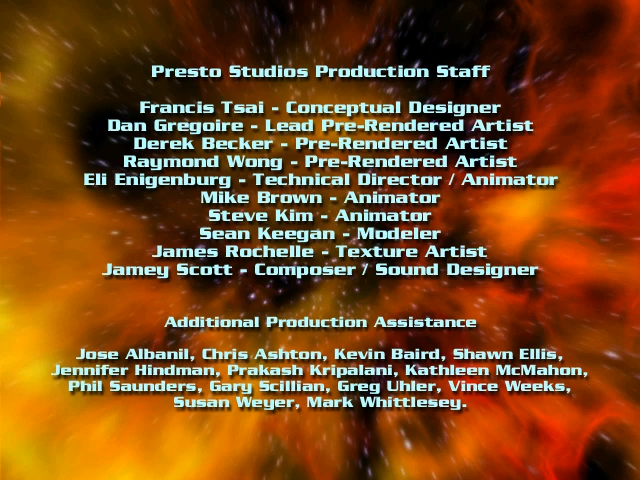 Presto Studios Production Staff
Francis Tsai - Conceptual Designer
Dan Gregoire - Lead Pre-Rendered Artist
Derek Becker - Pre-Rendered Artist
Raymond Wong - Pre-Rendered Artist
Eli Enigenburg - Technical Director / Animator
Mike Brown - Animator
Steve Kim - Animator
Sean Keegan - Modeler
James Rochelle - Texture Artist
Jamey Scott - Composer / Sound Designer
Additional Production Assistance
Jose Albanil, Chris Ashton, Kevin Baird, Shawn Ellis,
Jennifer Hindman, Prakash Kripalani, Kathleen McMahon,
Phil Saunders, Gary Scillian, Greg Uhler, Vince Weeks,
Susan Weyer, Mark Whittlesey.